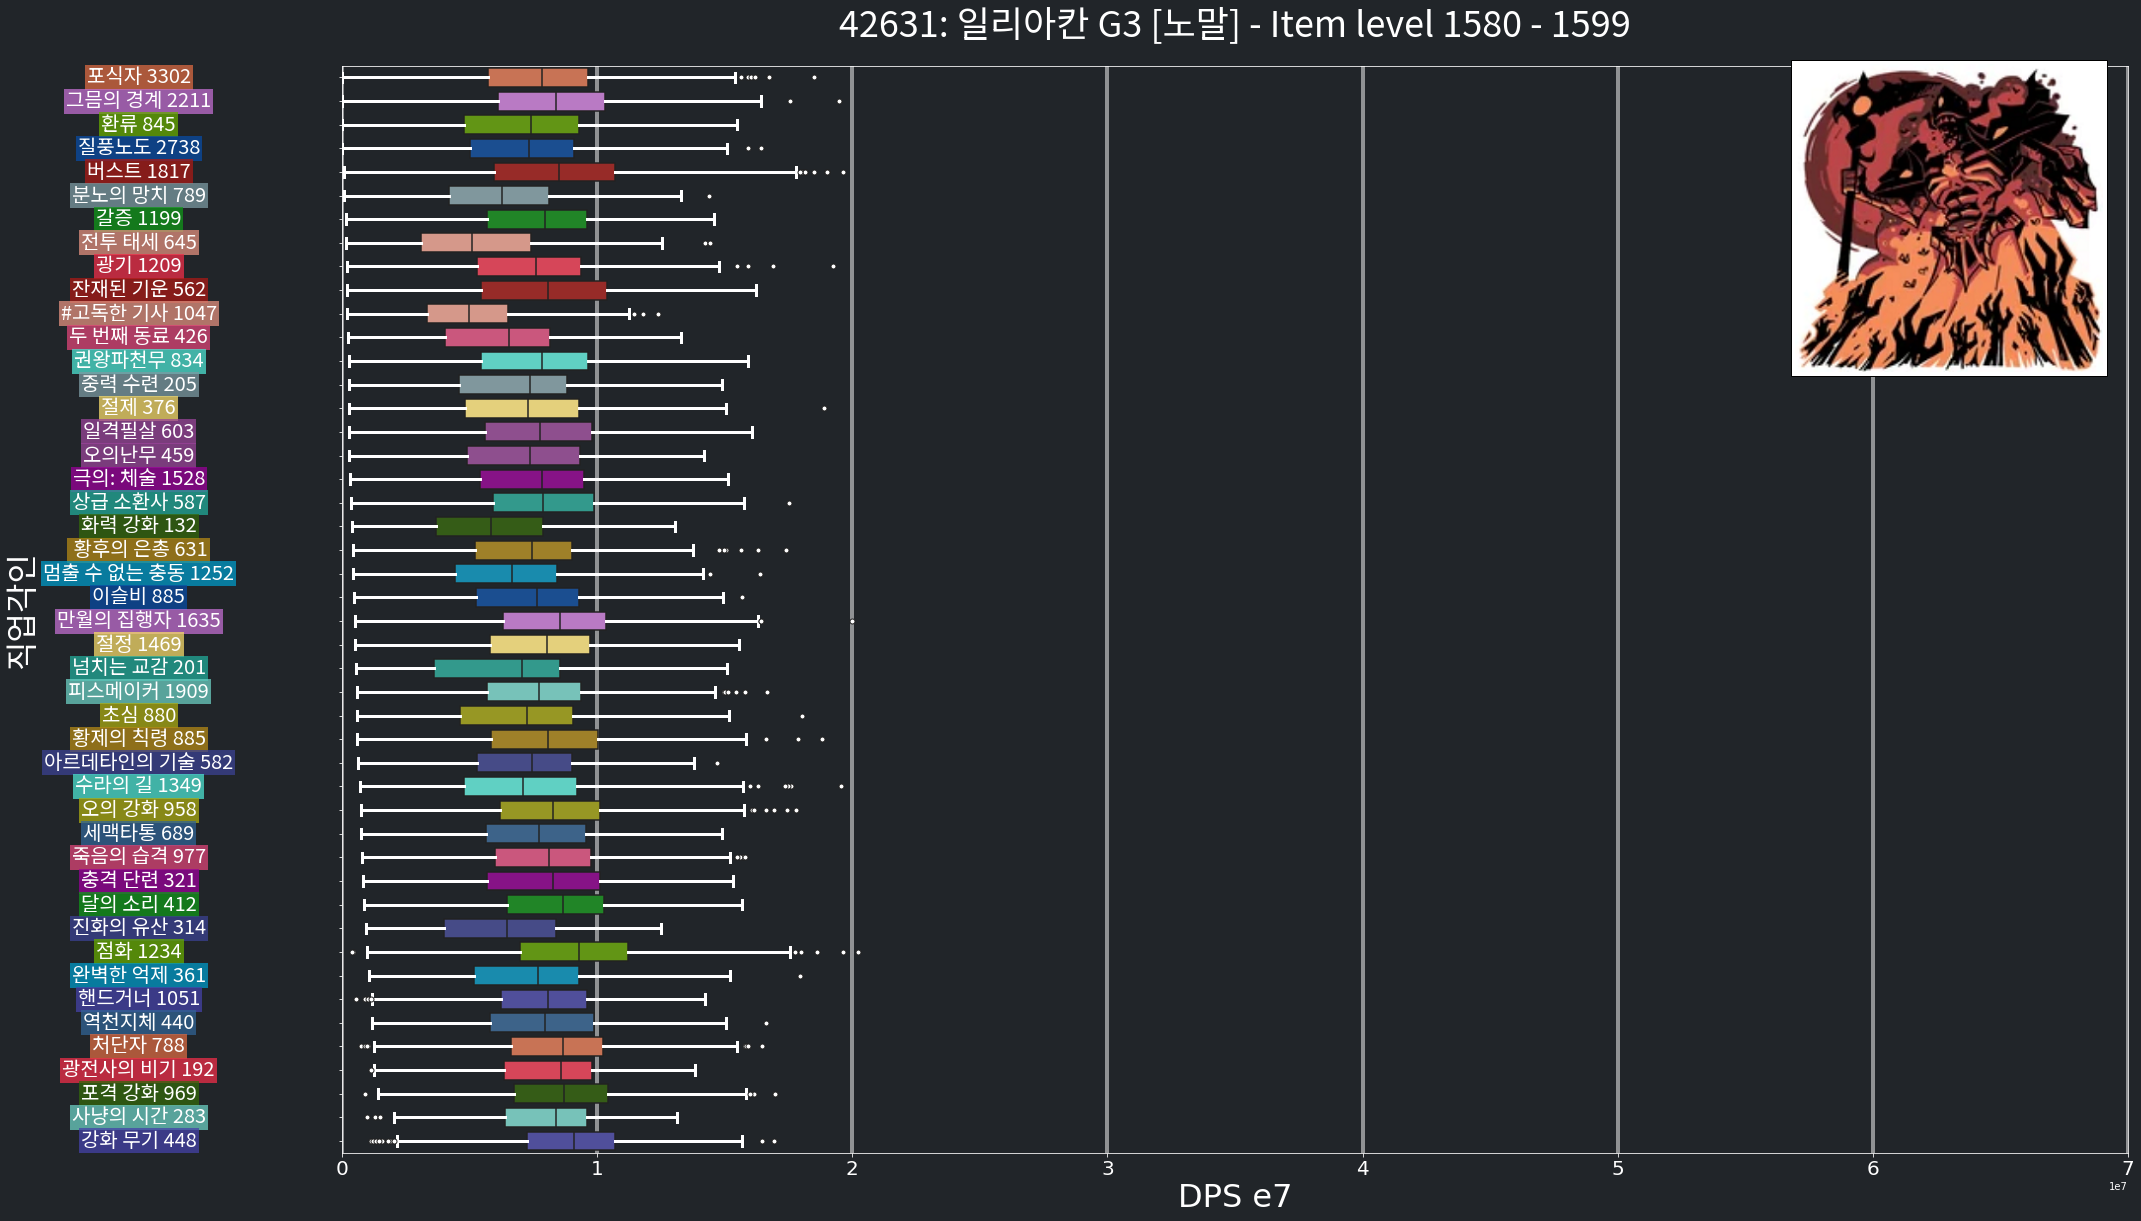 42631: 일리아칸 G3 [노말] - Item level 1580 - 1599
포식자 3302
그믐의 경계 2211
환류 845
질풍노도 2738
버스트 1817
분노의 망치 789
갈증 1199
전투 태세 645
광기 1209
잔재된 기운 562
#고독한 기사 1047
두 번째 동료 426
권왕파천무 834
중력 수련 205
절제 376
일격필살 603
오의난무 459
극의: 체술 1528
상급 소환사 587
화력 강화 132
황후의 은총 631
멈출 수 없는 충동 1252
이슬비 885
만월의 집행자 1635
절정 1469
넘치는 교감 201
피스메이커 1909
초심 880
황제의 칙령 885
아르데타인의 기술 582
수라의 길 1349
오의 강화 958
세맥타통 689
죽음의 습격 977
충격 단련 321
달의 소리 412
진화의 유산 314
점화 1234
완벽한 억제 361
핸드거너 1051
역천지체 440
처단자 788
광전사의 비기 192
포격 강화 969
사냥의 시간 283
강화 무기 448
직업각인
0 1 2 3 4 5 6 7
1e7
DPS e7